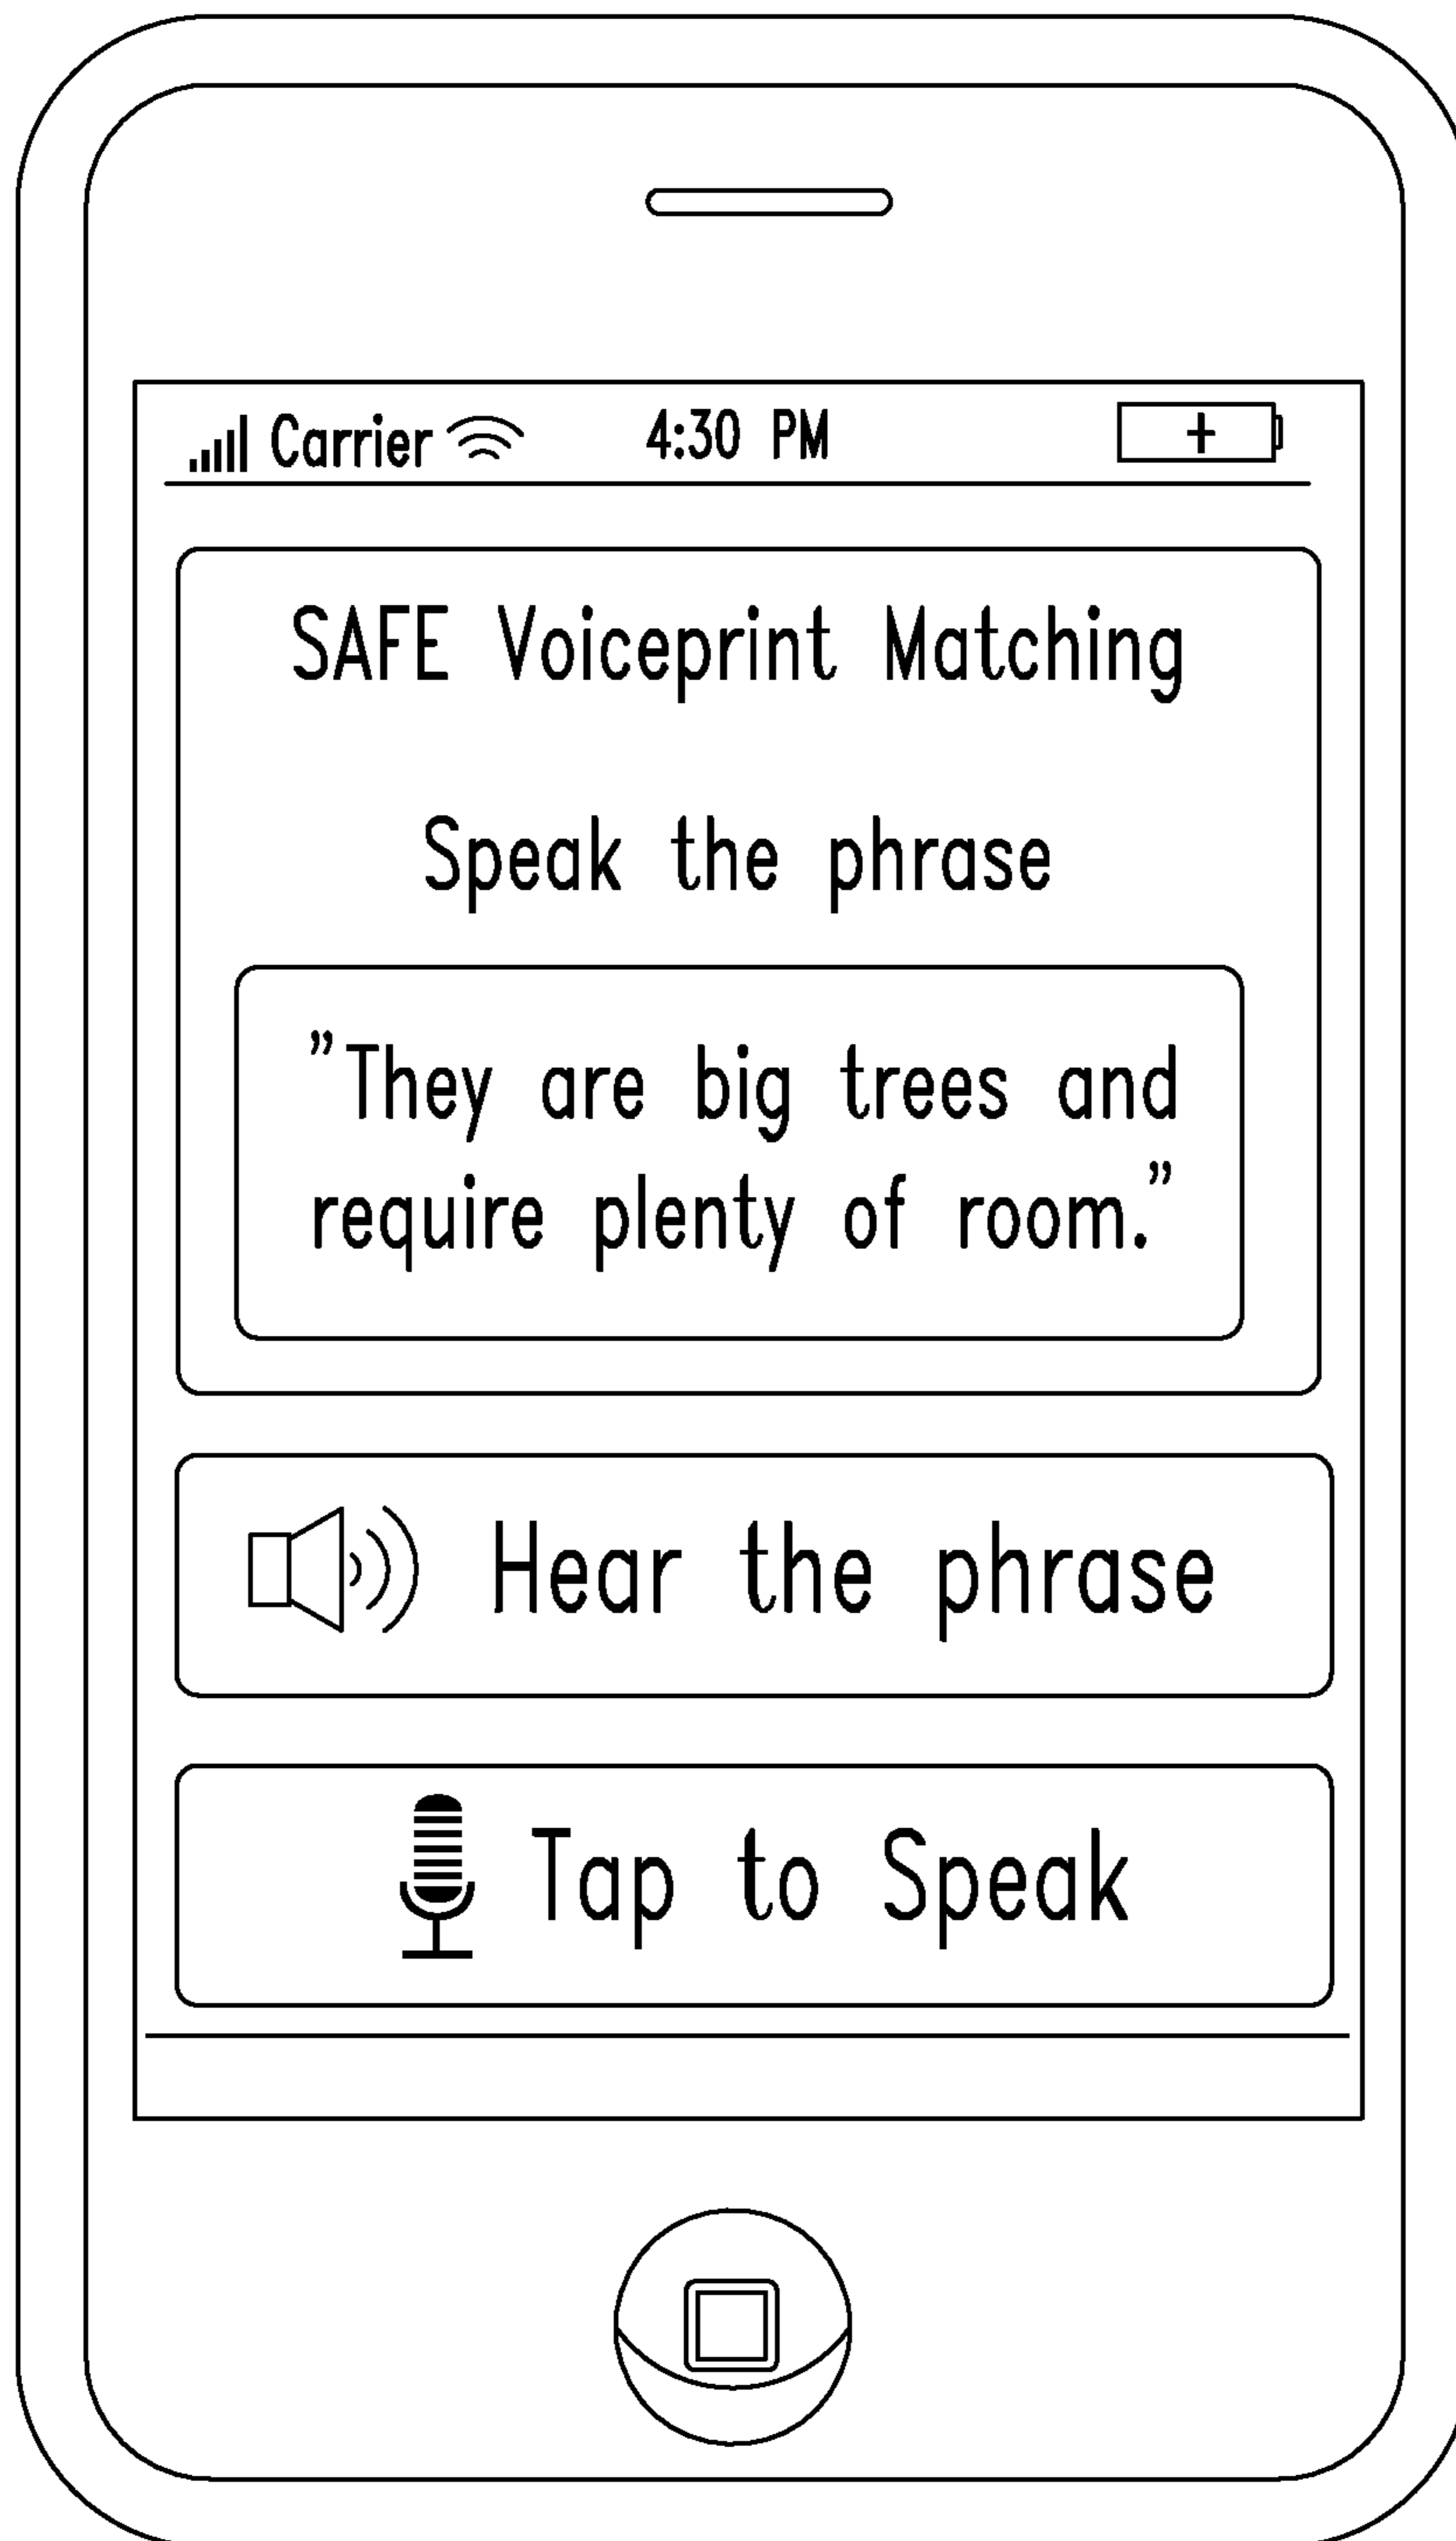 Carrier 4:30 PM
SAFE Voiceprint Matching
Speak the phrase
”They are big trees and
require plenty of room.”
Hear the phrase
Tap to Speak